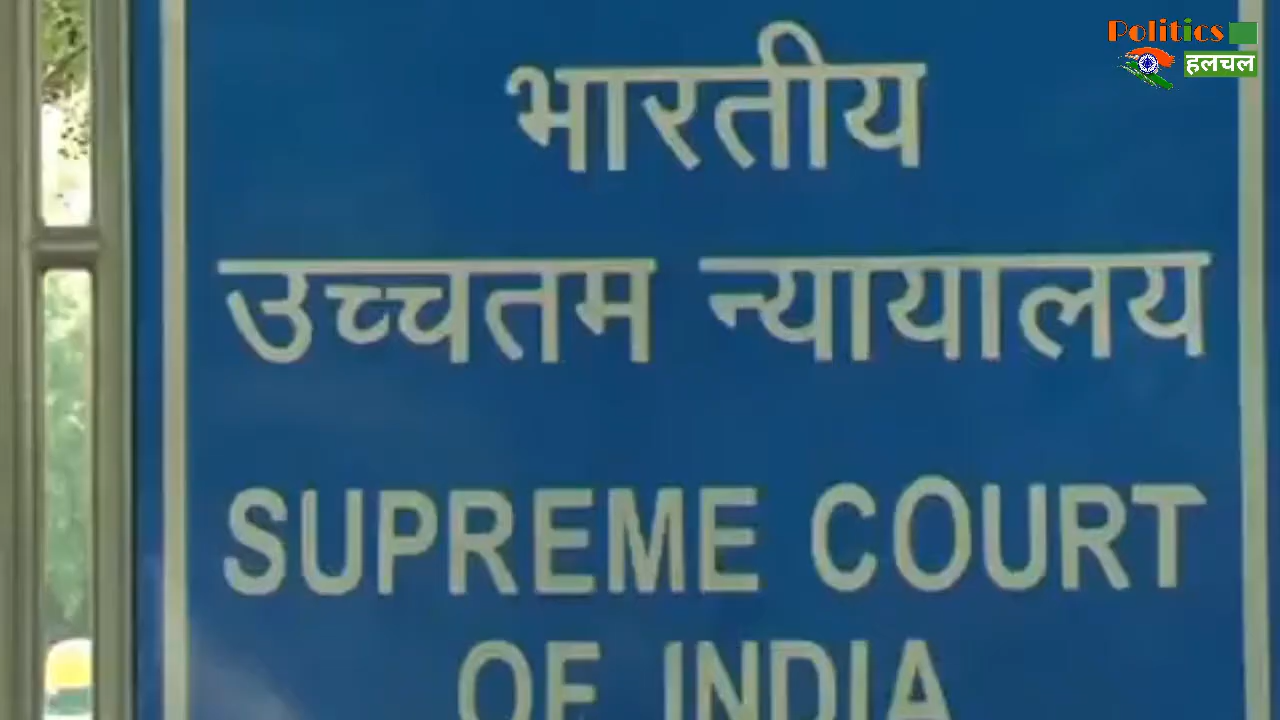 Politics
हलचल
भारतीय
उच्चतम न्यायालय
SUPREME COURT
OF INDIA